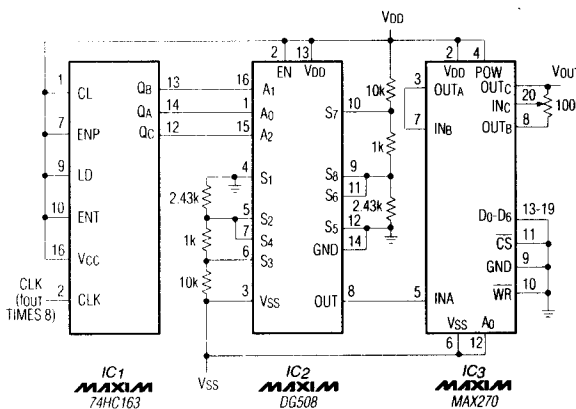 VDD
2 13
EN VDD
2 4
VDD POW
1 CL
QB 13
16 A1
QA 14
1 A0
QC 12
15 A2
7 ENP
9 LD
10 ENT
16 VCC
CLK
(fOUT
TIMES 8)
2 CLK
4 S1
2.43k
5 S2
7 S4
1k
6 S3
10k
3 VSS
VSS
S7 10
10k
1k
S8 9
S6 11
2.43k
S5 12
GND 14
OUT 8
3 OUTA
7 INB
OUTC
VOUT
INC 20
100
OUTB 8
D0-D6 13-19
CS 11
GND 9
WR 10
5 INA
VSS A0
6 12
IC1
MAXIM
74HC163
IC2
MAXIM
DG508
IC3
MAXIM
MAX270